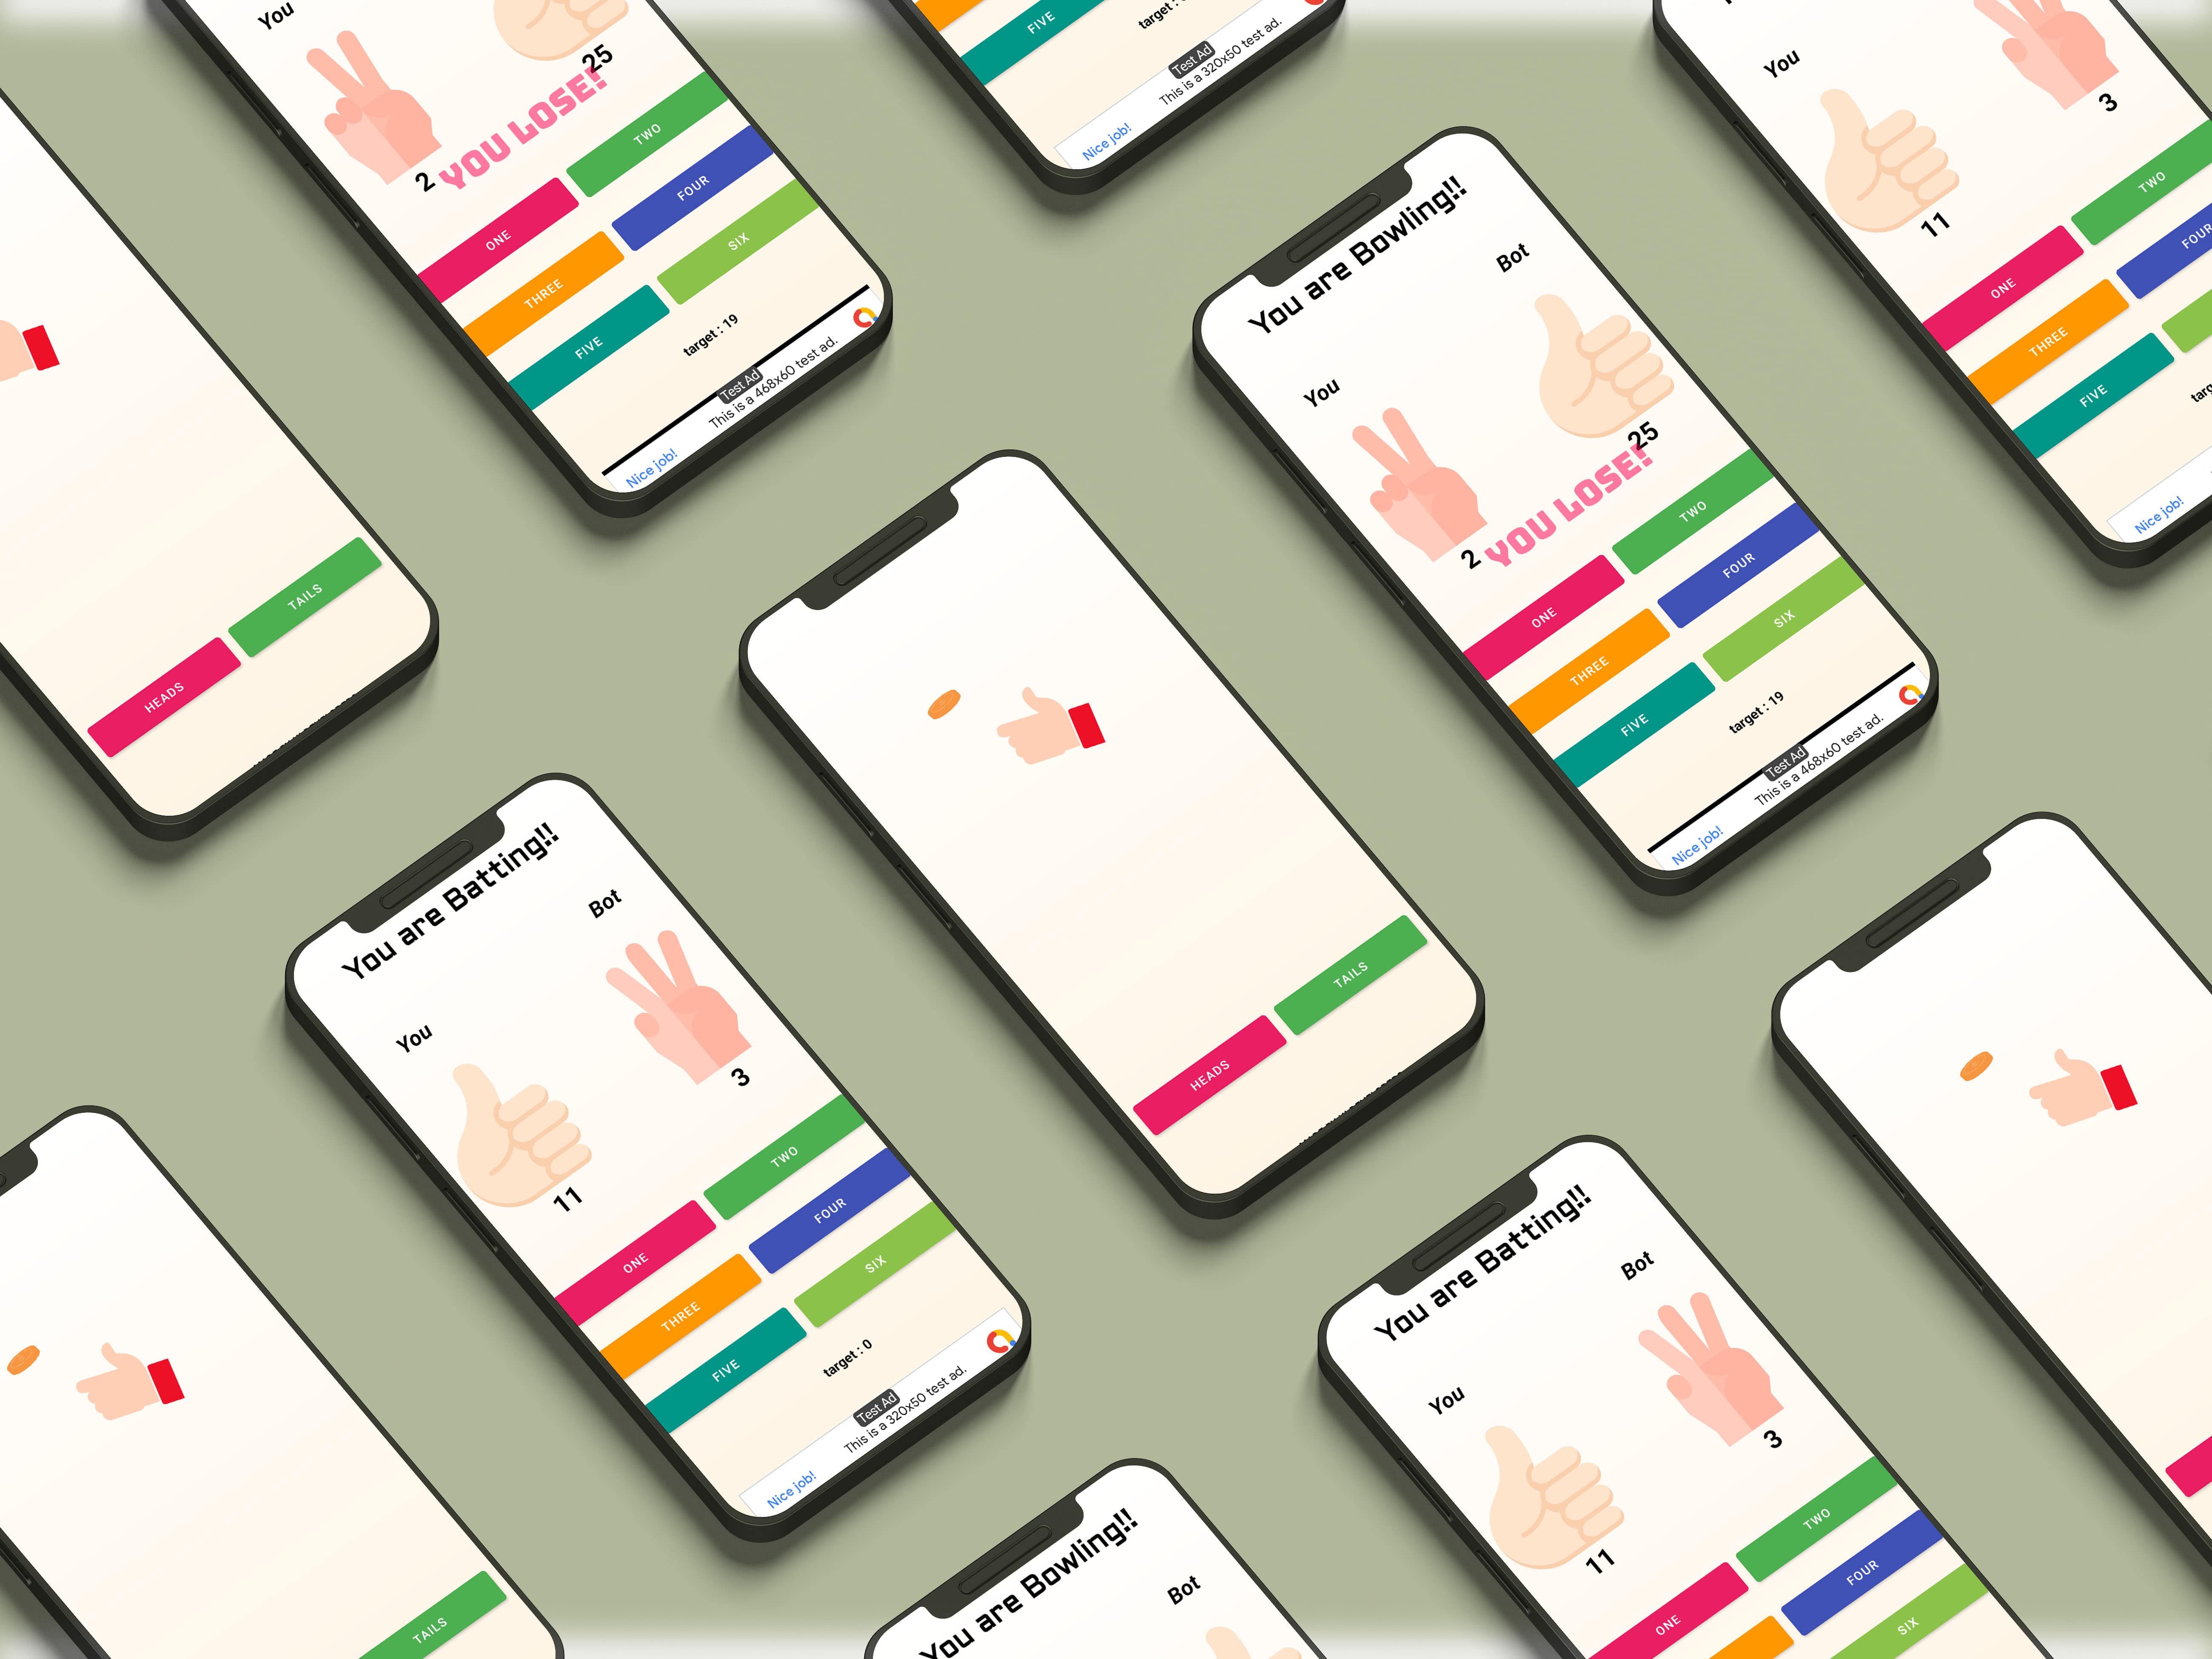 You
25
2
YOU LOSE!
ONE
TWO
THREE
FOUR
FIVE
SIX
target : 19
Test Ad
This is a 468x60 test ad.
Nice job!
FIVE
Test Ad
This is a 320x50 test ad.
Nice job!
You
3
11
ONE
TWO
THREE
FOUR
FIVE
Nice job!
HEADS
TAILS
You are Bowling!!
You
Bot
25
2
YOU LOSE!
ONE
TWO
THREE
FOUR
FIVE
SIX
target : 19
Test Ad
This is a 468x60 test ad.
Nice job!
HEADS
TAILS
You are Batting!!
You
Bot
3
11
ONE
TWO
THREE
FOUR
FIVE
SIX
target : 0
Test Ad
This is a 320x50 test ad.
Nice job!
You are Batting!!
You
Bot
3
11
ONE
TWO
FOUR
SIX
TAILS
You are Bowling!!
Bot